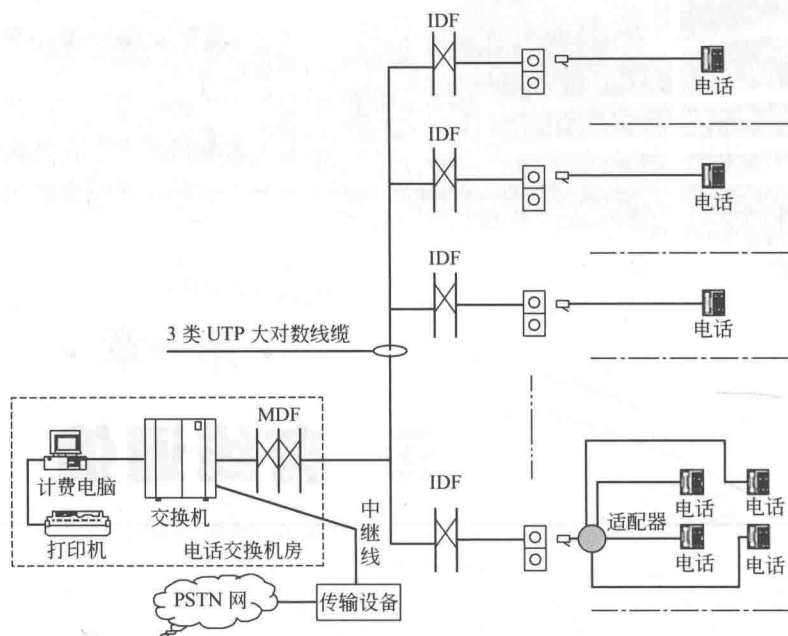 IDF
电话
IDF
电话
IDF
电话
3 类 UTP 大对数线缆
MDF
计费电脑
交换机
打印机
电话交换机房
中继线
IDF
适配器
电话
电话
电话
电话
PSTN 网
传输设备